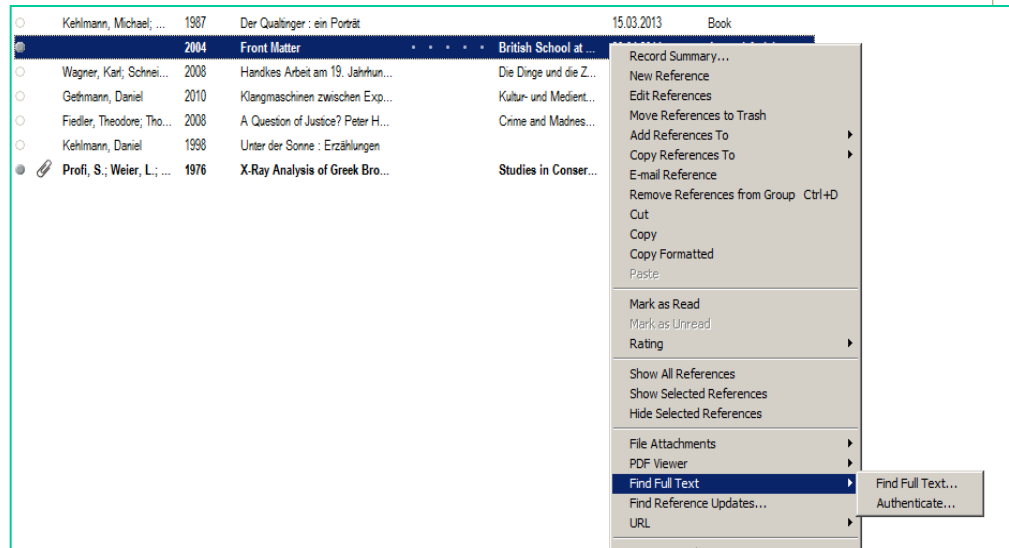 Kehlmann, Michael; ... 1987 Der Qualtinger : ein Porträt 15.03.2013 Book
2004 Front Matter British School at ...
Wagner, Karl; Schnei... 2008 Handkes Arbeit am 19. Jahrhun... Die Dinge und die Z...
Gethmann, Daniel 2010 Klangmaschinen zwischen Exp... Kultur- und Medient...
Fiedler, Theodore; Tho... 2008 A Question of Justice? Peter H... Crime and Madnes...
Kehlmann, Daniel 1998 Unter der Sonne : Erzählungen
Profi, S.; Weier, L.; ... 1976 X-Ray Analysis of Greek Bro... Studies in Conser...
Record Summary...
New Reference
Edit References
Move References to Trash
Add References To
Copy References To
E-mail Reference
Remove References from Group Ctrl+D
Cut
Copy
Copy Formatted
Paste
Mark as Read
Mark as Unread
Rating
Show All References
Show Selected References
Hide Selected References
File Attachments
PDF Viewer
Find Full Text
Find Full Text...
Find Reference Updates...
Authenticate...
URL